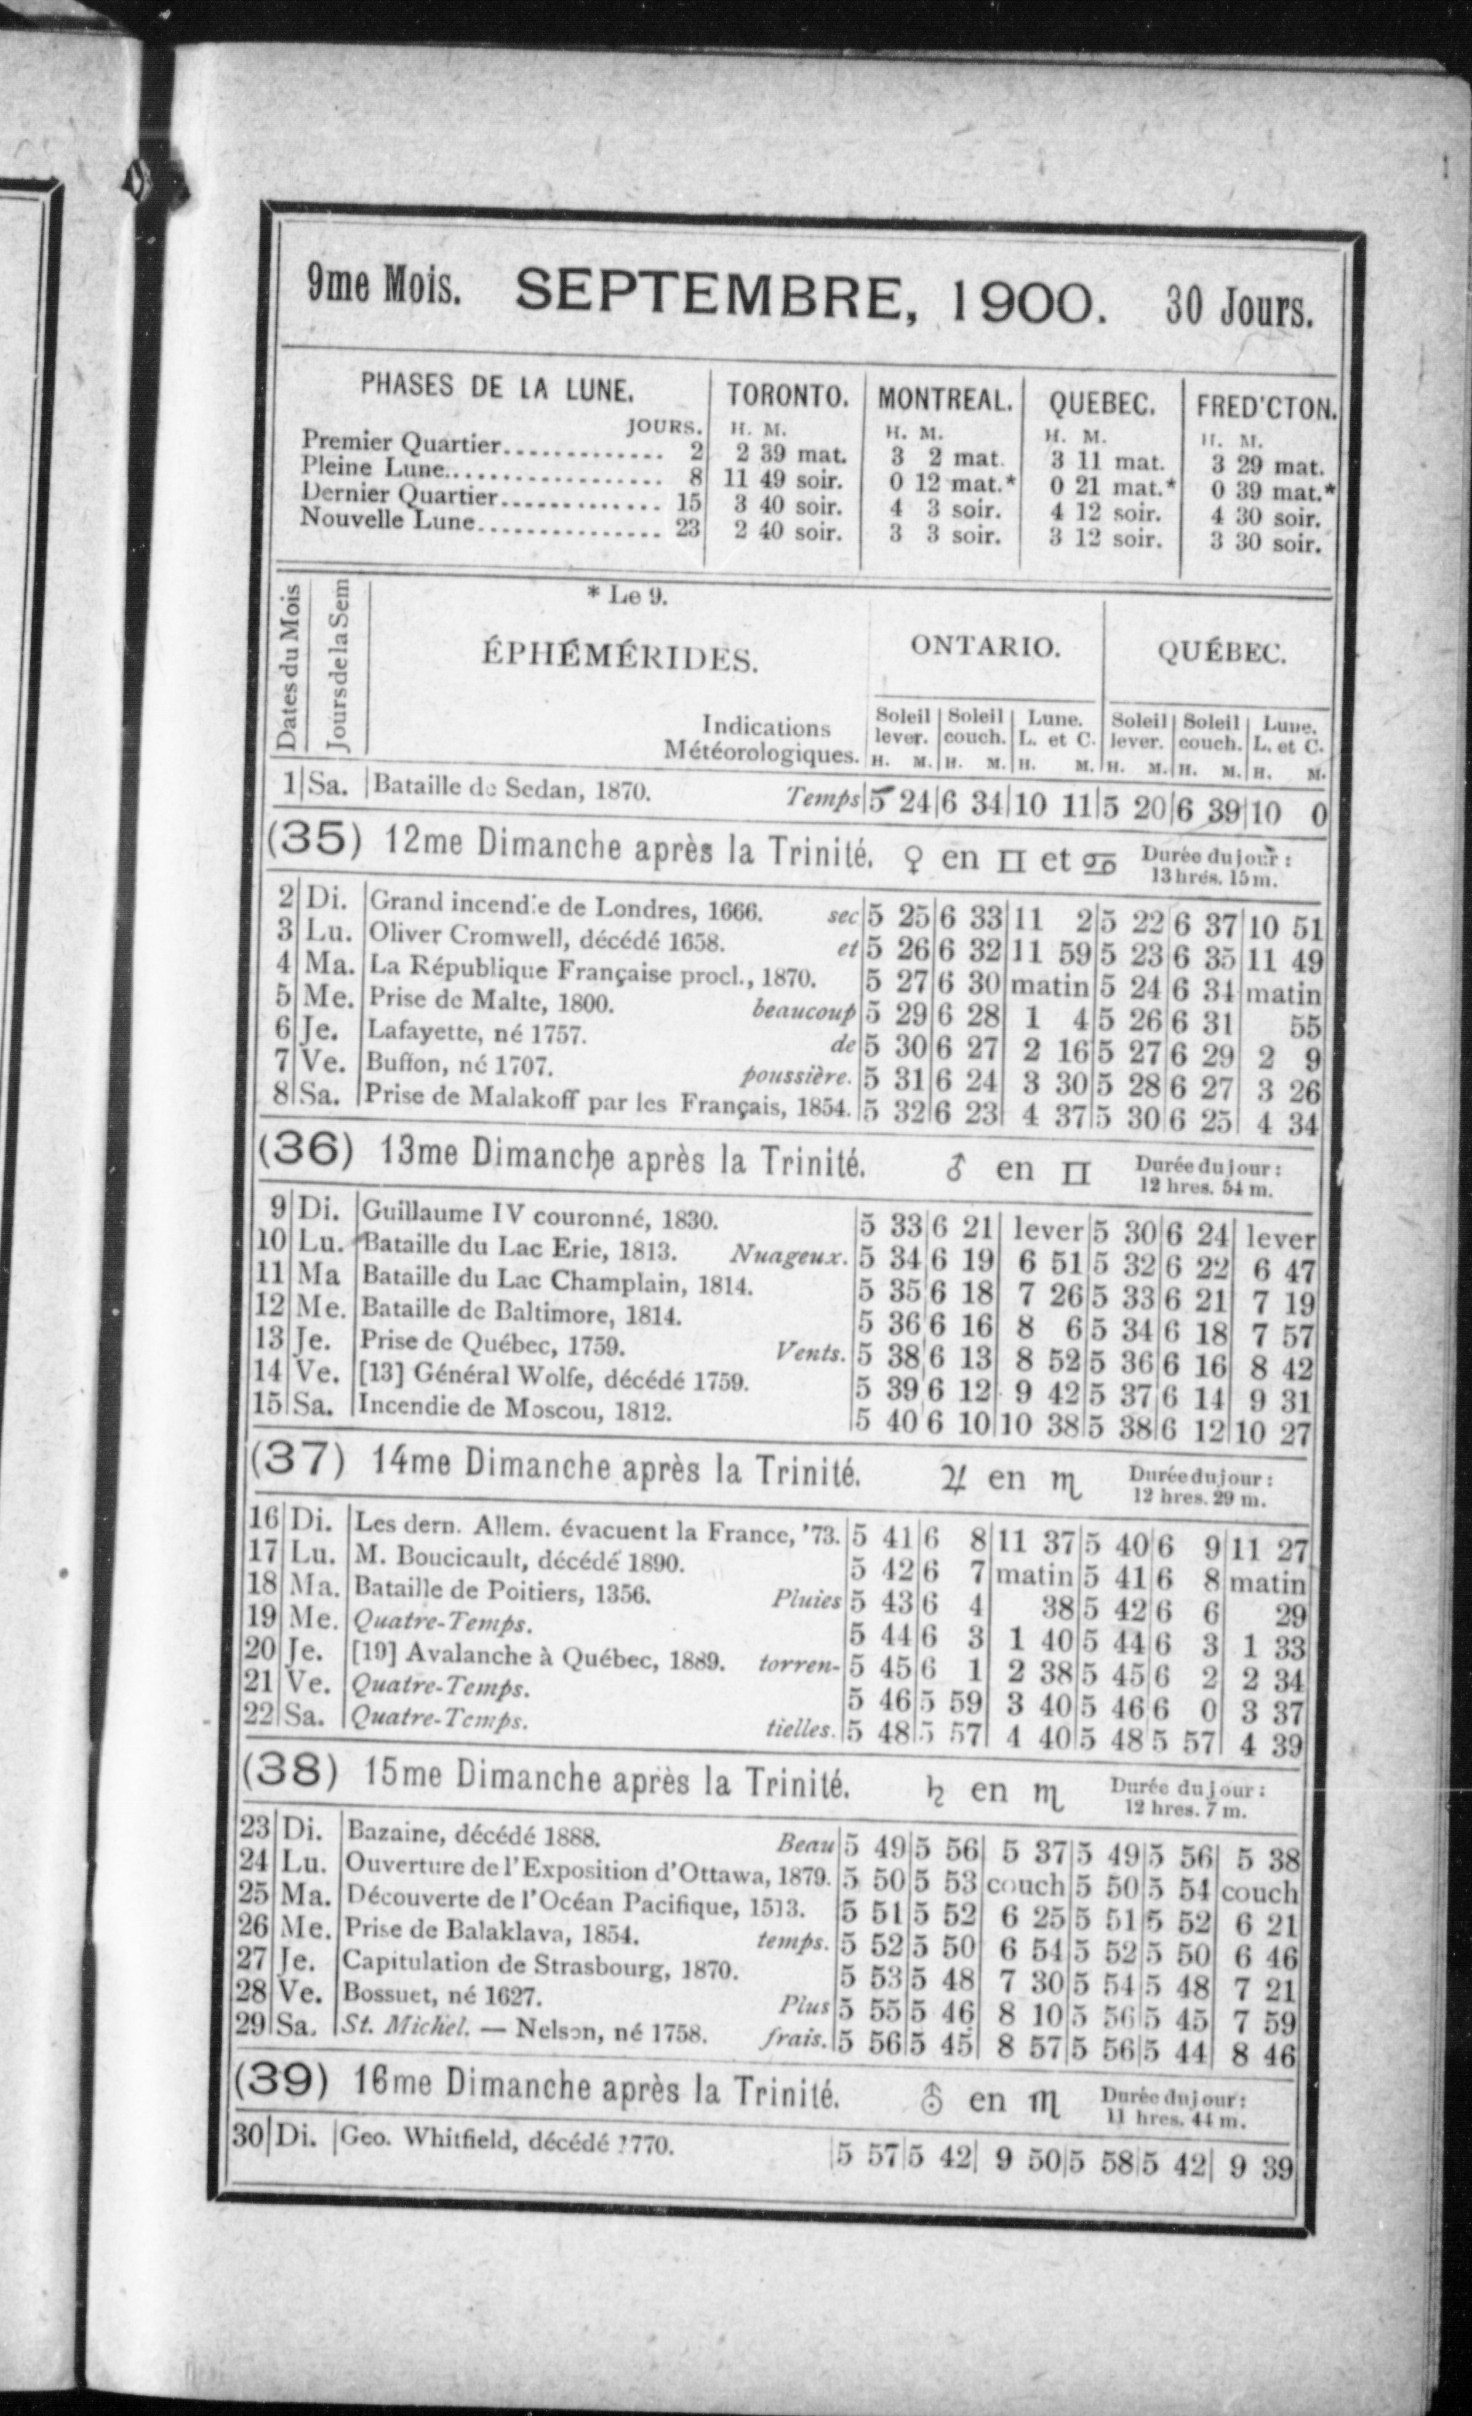 9me Mois. SEPTEMBRE, 1900. 30 Jours.
PHASES DE LA LUNE. TORONTO. MONTREAL. QUEBEC. FRED'CTON.
JOURS. H. M. H. M. H. M. H. M.
Premier Quartier............. 2 2 39 mat. 3 2 mat. 3 11 mat. 3 29 mat.
Pleine Lune.................. 8 11 49 soir. 0 12 mat.* 0 21 mat.* 0 39 mat.*
Dernier Quartier............. 15 3 40 soir. 4 3 soir. 4 12 soir. 4 30 soir.
Nouvelle Lune............... 23 2 40 soir. 3 3 soir. 3 12 soir. 3 30 soir.
* Le 9.
Dates du Mois
Jours de la Sem
ÉPHÉMÉRIDES. ONTARIO. QUÉBEC.
Indications Météorologiques.
Soleil lever. Soleil couch. Lune. L. et C. Soleil lever. Soleil couch. Lune. L. et C.
H. M. H. M. H. M. H. M. H. M. H. M.
1 Sa. Bataille de Sedan, 1870. Temps 5 24 6 34 10 11 5 20 6 39 10 0
(35) 12me Dimanche après la Trinité. ♀ en ♊ et ♋ Durée du jour : 13 hres. 15 m.
2 Di. Grand incendie de Londres, 1666. sec 5 25 6 33 11 2 5 22 6 37 10 51
3 Lu. Oliver Cromwell, décédé 1658. et 5 26 6 32 11 59 5 23 6 35 11 49
4 Ma. La République Française procl., 1870. 5 27 6 30 matin 5 24 6 34 matin
5 Me. Prise de Malte, 1800. beaucoup 5 29 6 28 1 4 5 26 6 31 55
6 Je. Lafayette, né 1757. de 5 30 6 27 2 16 5 27 6 29 2 9
7 Ve. Buffon, né 1707. poussière. 5 31 6 24 3 30 5 28 6 27 3 26
8 Sa. Prise de Malakoff par les Français, 1854. 5 32 6 23 4 37 5 30 6 25 4 34
(36) 13me Dimanche après la Trinité. ♂ en ♊ Durée du jour : 12 hres. 54 m.
9 Di. Guillaume IV couronné, 1830. 5 33 6 21 lever 5 30 6 24 lever
10 Lu. Bataille du Lac Erie, 1813. Nuageux. 5 34 6 19 6 51 5 32 6 22 6 47
11 Ma Bataille du Lac Champlain, 1814. 5 35 6 18 7 26 5 33 6 21 7 19
12 Me. Bataille de Baltimore, 1814. 5 36 6 16 8 6 5 34 6 18 7 57
13 Je. Prise de Québec, 1759. Vents. 5 38 6 13 8 52 5 36 6 16 8 42
14 Ve. [13] Général Wolfe, décédé 1759. 5 39 6 12 9 42 5 37 6 14 9 31
15 Sa. Incendie de Moscou, 1812. 5 40 6 10 10 38 5 38 6 12 10 27
(37) 14me Dimanche après la Trinité. ♃ en ♏ Durée du jour : 12 hres. 29 m.
16 Di. Les dern. Allem. évacuent la France, '73. 5 41 6 8 11 37 5 40 6 9 11 27
17 Lu. M. Boucicault, décédé 1890. 5 42 6 7 matin 5 41 6 8 matin
18 Ma. Bataille de Poitiers, 1356. Pluies 5 43 6 4 38 5 42 6 6 29
19 Me. Quatre-Temps. 5 44 6 3 1 40 5 44 6 3 1 33
20 Je. [19] Avalanche à Québec, 1889. torren- 5 45 6 1 2 38 5 45 6 2 2 34
21 Ve. Quatre-Temps. 5 46 5 59 3 40 5 46 6 0 3 37
22 Sa. Quatre-Temps. tielles. 5 48 5 57 4 40 5 48 5 57 4 39
(38) 15me Dimanche après la Trinité. ♄ en ♏ Durée du jour : 12 hres. 7 m.
23 Di. Bazaine, décédé 1888. Beau 5 49 5 56 5 37 5 49 5 56 5 38
24 Lu. Ouverture de l'Exposition d'Ottawa, 1879. 5 50 5 53 couch 5 50 5 54 couch
25 Ma. Découverte de l'Océan Pacifique, 1513. 5 51 5 52 6 25 5 51 5 52 6 21
26 Me. Prise de Balaklava, 1854. temps. 5 52 5 50 6 54 5 52 5 50 6 46
27 Je. Capitulation de Strasbourg, 1870. 5 53 5 48 7 30 5 54 5 48 7 21
28 Ve. Bossuet, né 1627. Plus 5 55 5 46 8 10 5 56 5 45 7 59
29 Sa. St. Michel. — Nelson, né 1758. frais. 5 56 5 45 8 57 5 56 5 44 8 46
(39) 16me Dimanche après la Trinité. ⛢ en ♏ Durée du jour : 11 hres. 44 m.
30 Di. Geo. Whitfield, décédé 1770. 5 57 5 42 9 50 5 58 5 42 9 39